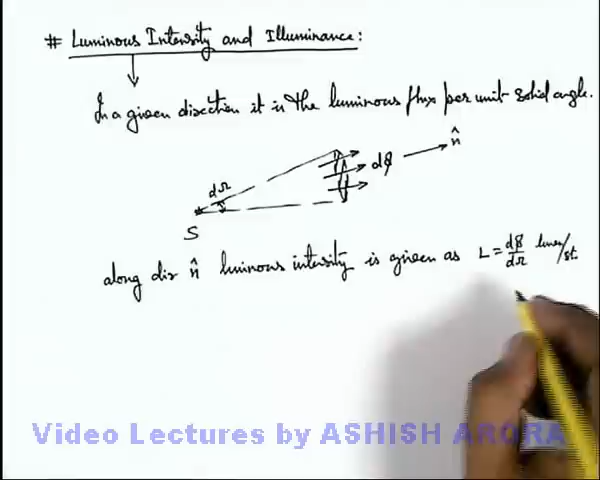 # Luminous Intensity and Illuminance:
In a given direction it is the luminous flux per unit solid angle.
n̂
dΩ
dϕ
S
along dir n̂ luminous intensity is given as L = dϕ/dΩ lumen/st.
Video Lectures by ASHISH ARORA